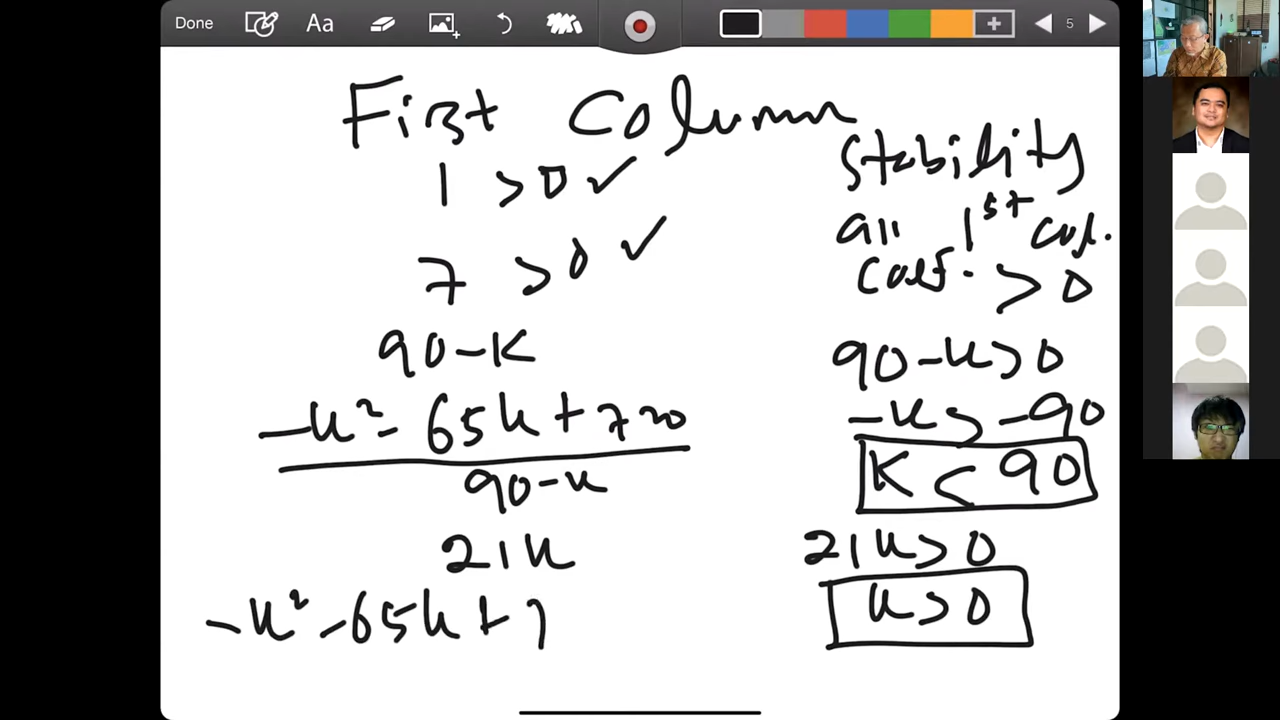 Done Aa 5
First Column
1 > 0 ✓
7 > 0 ✓
90 - K
-K² - 65K + 720
90 - K
21K
-K² - 65K + 7
Stability
all 1st col.
coef. > 0
90 - K > 0
-K > -90
K < 90
21K > 0
K > 0